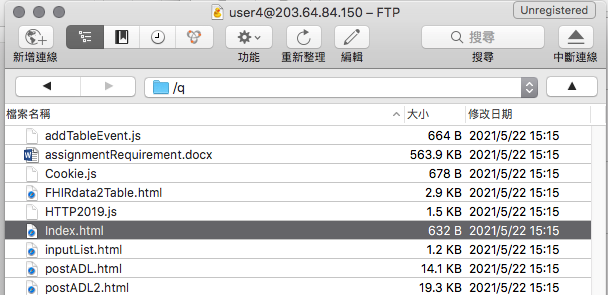 user4@203.64.84.150 – FTP
Unregistered
新增連線
功能
重新整理
編輯
搜尋
搜尋
中斷連線
/q
檔案名稱 大小 修改日期
addTableEvent.js 664 B 2021/5/22 15:15
assignmentRequirement.docx 563.9 KB 2021/5/22 15:15
Cookie.js 678 B 2021/5/22 15:15
FHIRdata2Table.html 2.9 KB 2021/5/22 15:15
HTTP2019.js 1.5 KB 2021/5/22 15:15
Index.html 632 B 2021/5/22 15:15
inputList.html 1.2 KB 2021/5/22 15:15
postADL.html 14.1 KB 2021/5/22 15:15
postADL2.html 19.3 KB 2021/5/22 15:15